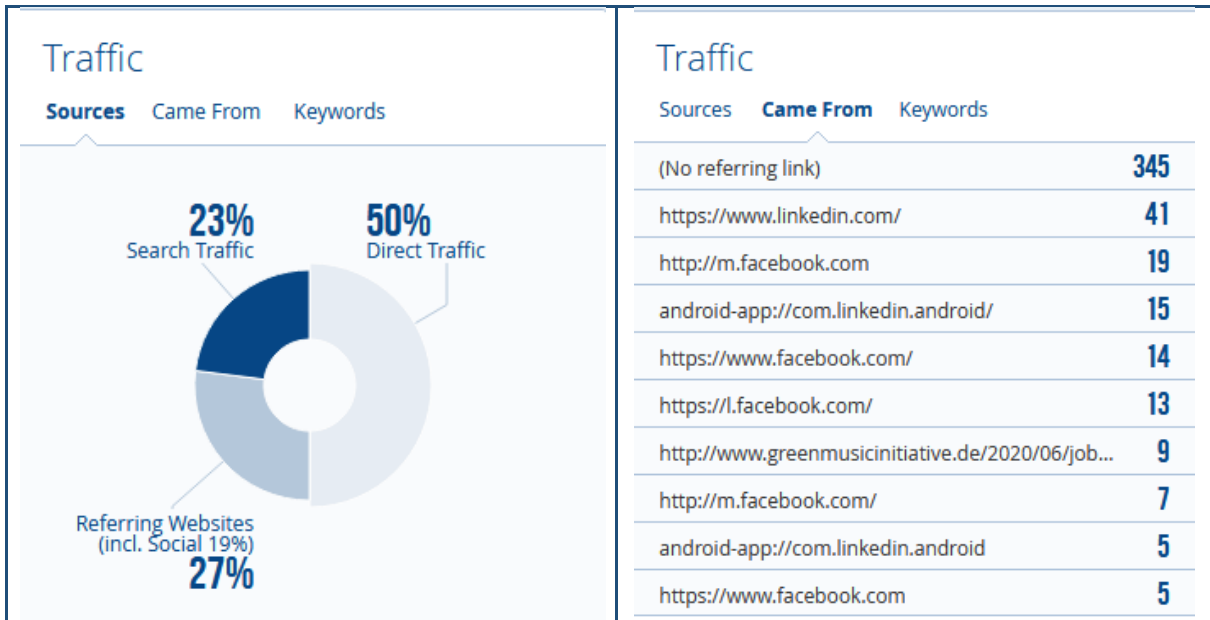 Traffic
Sources Came From Keywords
23%
Search Traffic
50%
Direct Traffic
Referring Websites
(incl. Social 19%)
27%
Traffic
Sources Came From Keywords
(No referring link) 345
https://www.linkedin.com/ 41
http://m.facebook.com 19
android-app://com.linkedin.android/ 15
https://www.facebook.com/ 14
https://l.facebook.com/ 13
http://www.greenmusicinitiative.de/2020/06/job... 9
http://m.facebook.com/ 7
android-app://com.linkedin.android 5
https://www.facebook.com 5